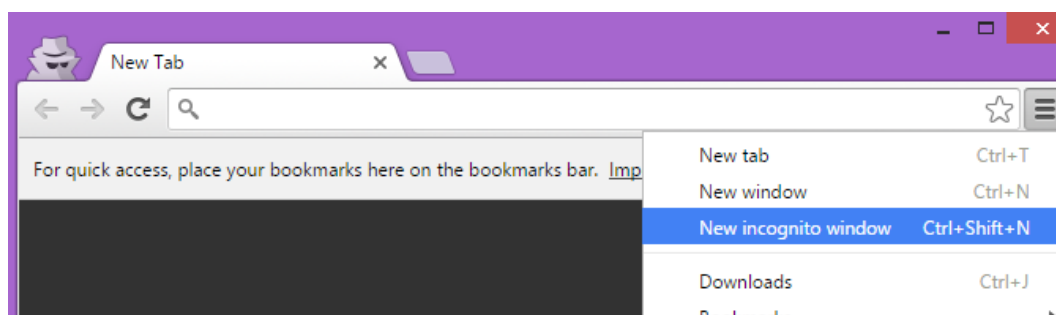 New Tab
For quick access, place your bookmarks here on the bookmarks bar. Imp
New tab Ctrl+T
New window Ctrl+N
New incognito window Ctrl+Shift+N
Downloads Ctrl+J